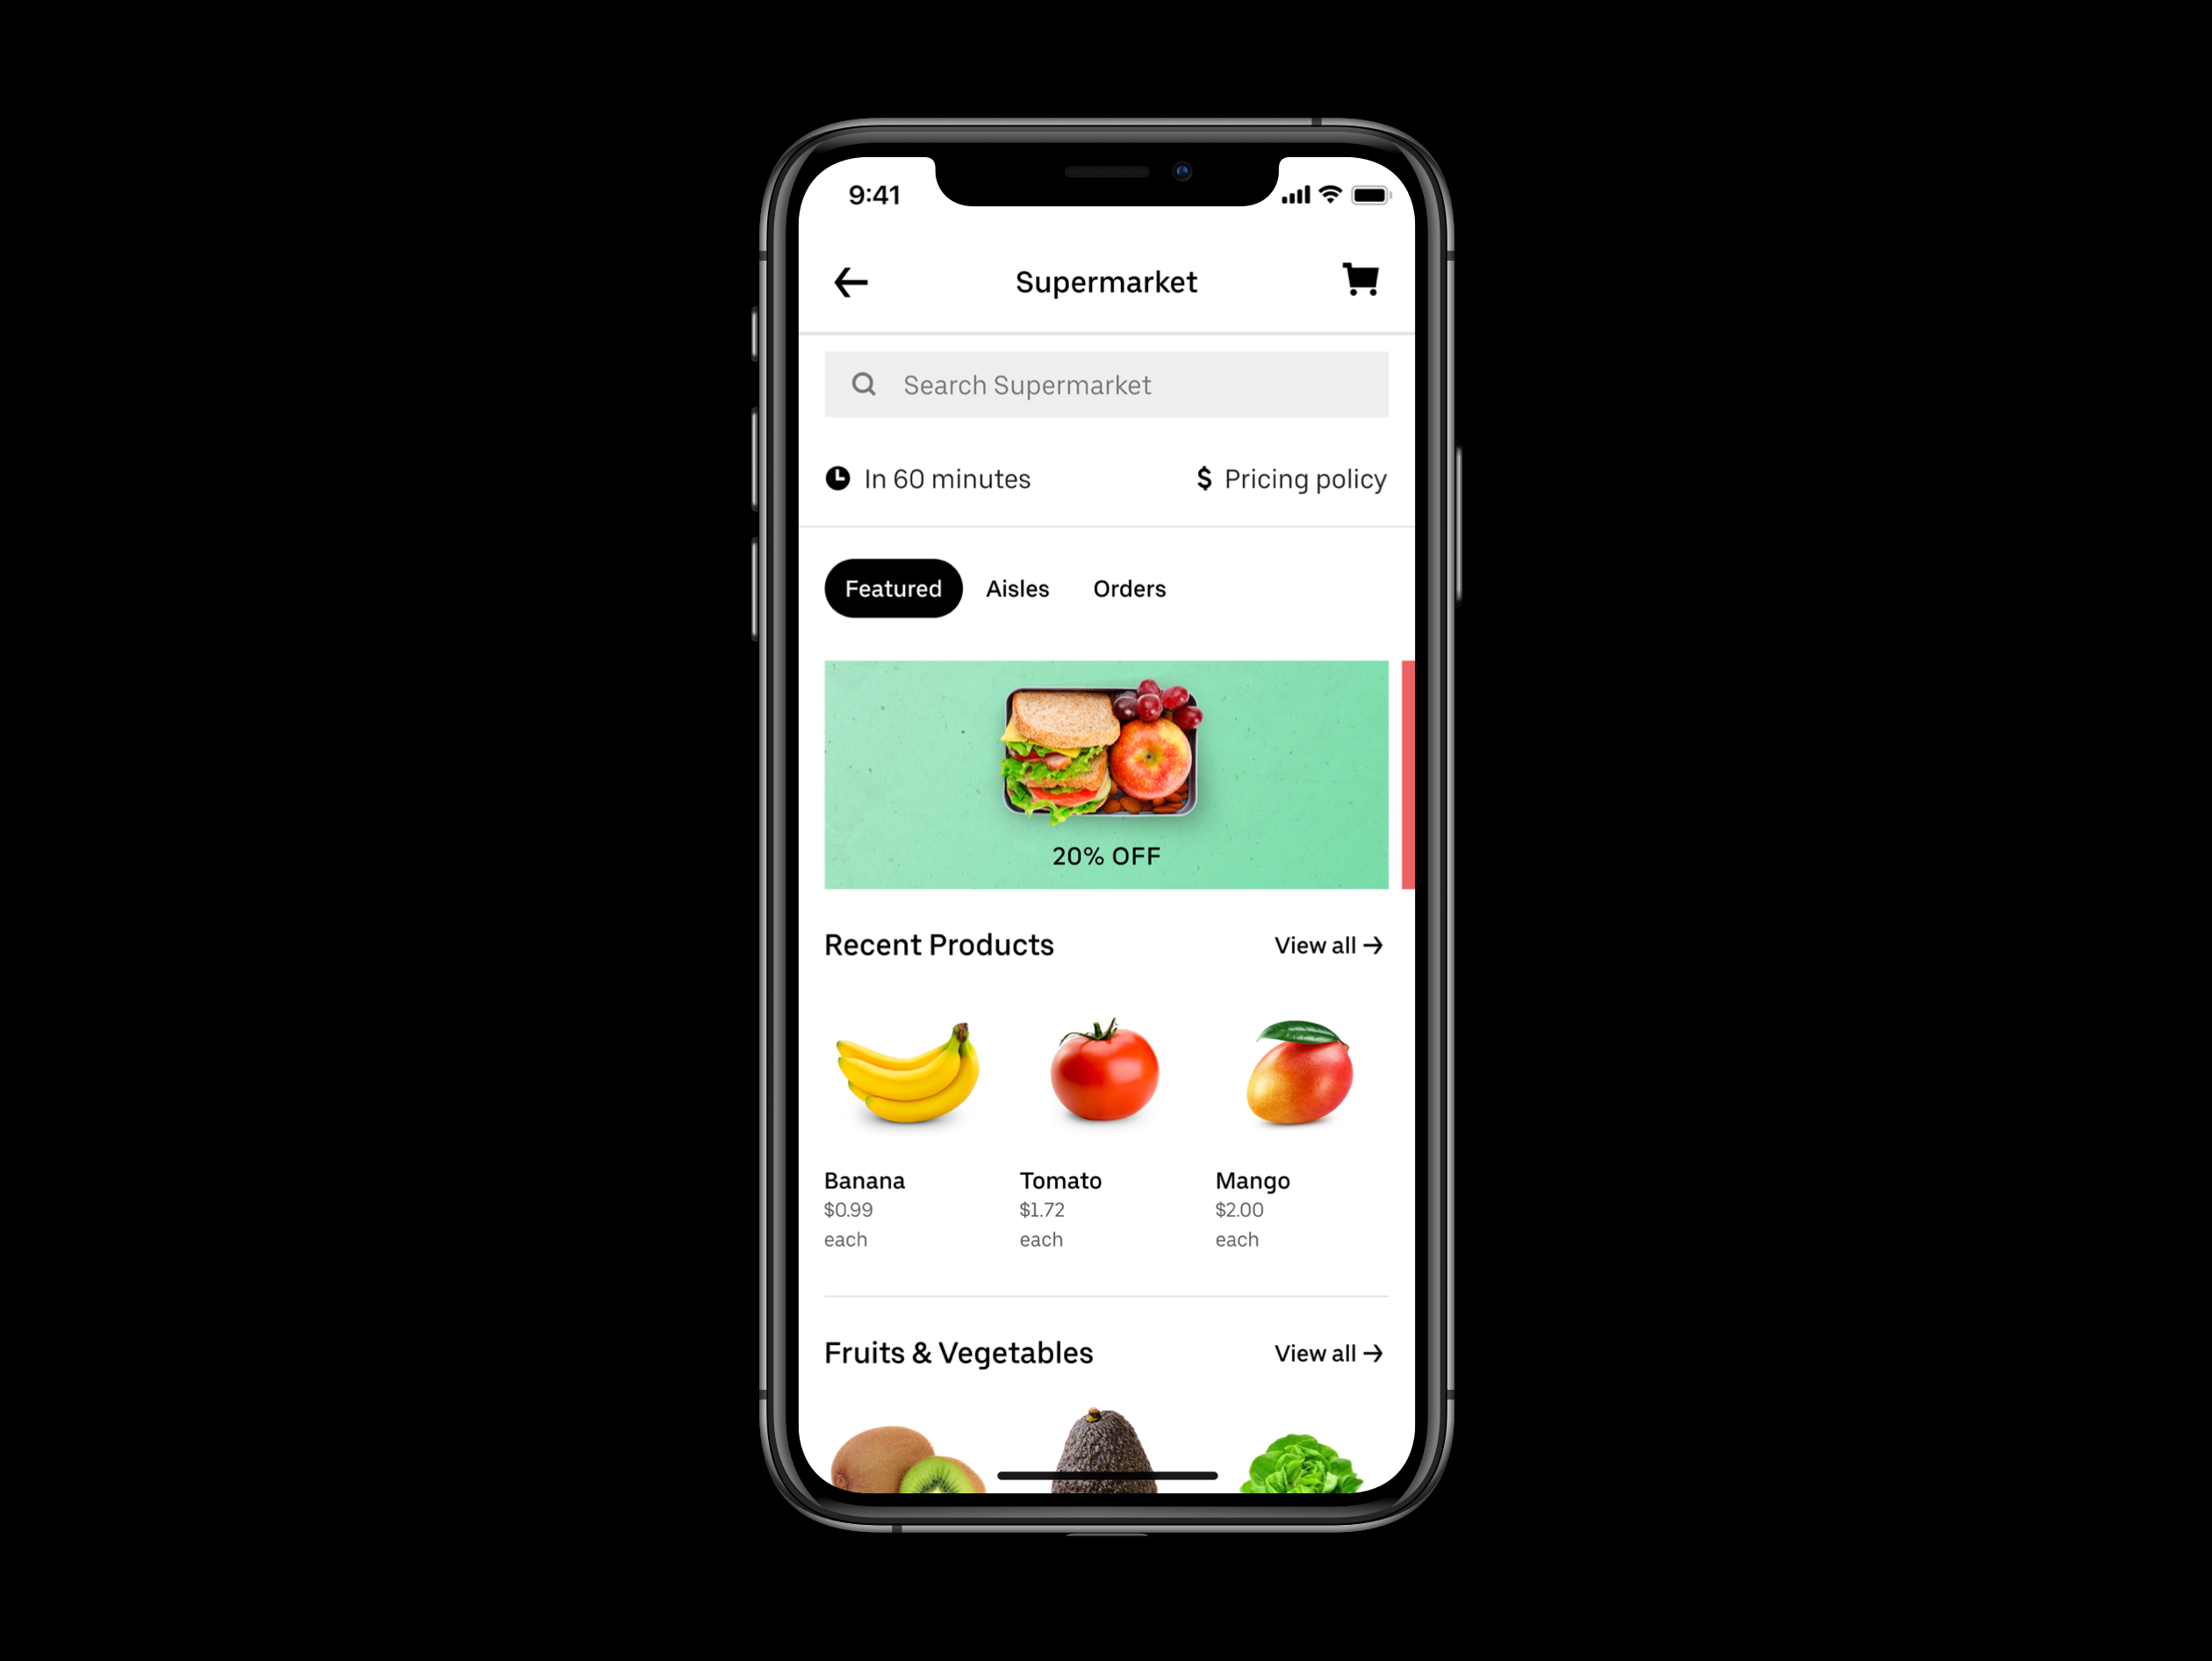 9:41
Supermarket
Search Supermarket
In 60 minutes
$ Pricing policy
Featured
Aisles
Orders
20% OFF
Recent Products
View all →
Banana
Tomato
Mango
$0.99
$1.72
$2.00
each
each
each
Fruits & Vegetables
View all →